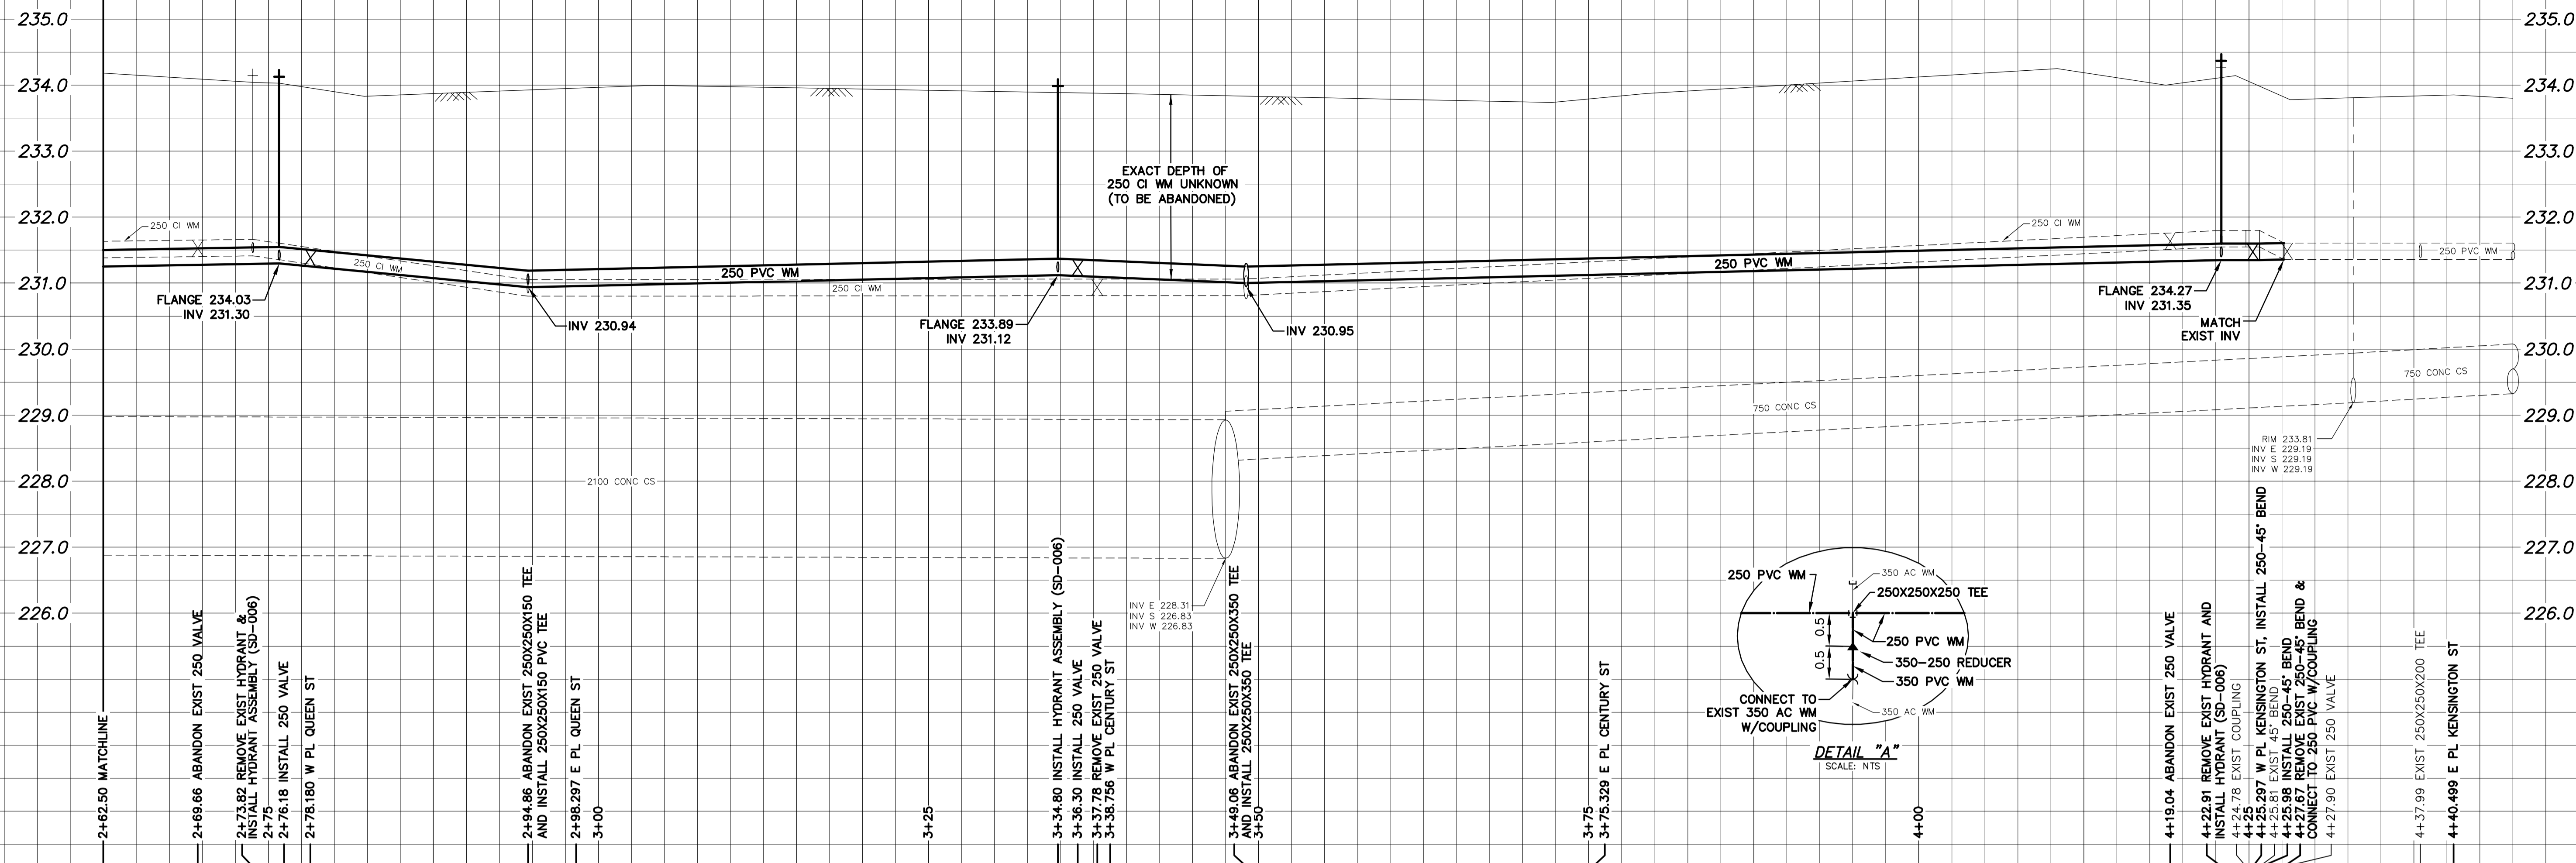 235.0
234.0
233.0
232.0
231.0
230.0
229.0
228.0
227.0
226.0
235.0
234.0
233.0
232.0
231.0
230.0
229.0
228.0
227.0
226.0
250 CI WM
250 CI WM
FLANGE 234.03
INV 231.30
INV 230.94
250 PVC WM
250 CI WM
FLANGE 233.89
INV 231.12
EXACT DEPTH OF
250 CI WM UNKNOWN
(TO BE ABANDONED)
INV 230.95
250 PVC WM
250 CI WM
FLANGE 234.27
INV 231.35
MATCH
EXIST INV
250 PVC WM
750 CONC CS
750 CONC CS
2100 CONC CS
RIM 233.81
INV E 229.19
INV S 229.19
INV W 229.19
INV E 228.31
INV S 226.83
INV W 226.83
250 PVC WM
350 AC WM
250X250X250 TEE
0.5
0.5
250 PVC WM
350-250 REDUCER
350 PVC WM
CONNECT TO
EXIST 350 AC WM
W/COUPLING
350 AC WM
DETAIL "A"
SCALE: NTS
2+62.50 MATCHLINE
2+69.66 ABANDON EXIST 250 VALVE
2+73.82 REMOVE EXIST HYDRANT &
INSTALL HYDRANT ASSEMBLY (SD-006)
2+75
2+76.18 INSTALL 250 VALVE
2+78.180 W PL QUEEN ST
2+94.86 ABANDON EXIST 250X250X150 TEE
AND INSTALL 250X250X150 PVC TEE
2+98.297 E PL QUEEN ST
3+00
3+25
3+34.80 INSTALL HYDRANT ASSEMBLY (SD-006)
3+36.30 INSTALL 250 VALVE
3+37.78 REMOVE EXIST 250 VALVE
3+38.756 W PL CENTURY ST
3+49.06 ABANDON EXIST 250X250X350 TEE
AND INSTALL 250X250X350 TEE
3+50
3+75
3+75.329 E PL CENTURY ST
4+00
4+19.04 ABANDON EXIST 250 VALVE
4+22.91 REMOVE EXIST HYDRANT AND
INSTALL HYDRANT (SD-006)
4+24.78 EXIST COUPLING
4+25
4+25.297 W PL KENSINGTON ST, INSTALL 250-45° BEND
4+25.81 EXIST 45° BEND
4+25.98 INSTALL 250-45° BEND
4+27.67 REMOVE EXIST 250-45° BEND &
CONNECT TO 250 PVC W/COUPLING
4+27.90 EXIST 250 VALVE
4+37.99 EXIST 250X250X200 TEE
4+40.499 E PL KENSINGTON ST